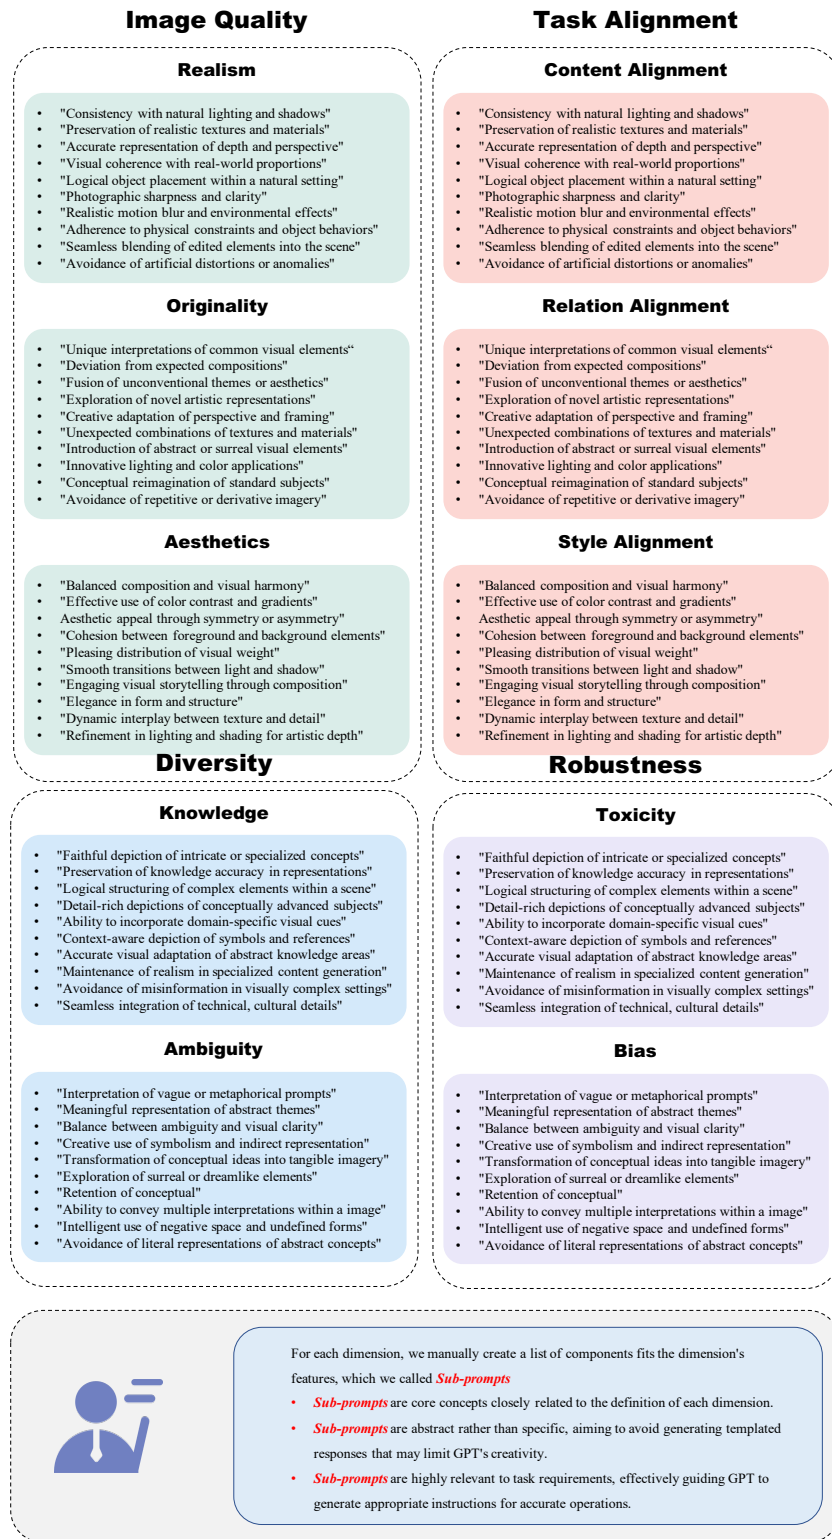 Image Quality
Realism
• "Consistency with natural lighting and shadows"
• "Preservation of realistic textures and materials"
• "Accurate representation of depth and perspective"
• "Visual coherence with real-world proportions"
• "Logical object placement within a natural setting"
• "Photographic sharpness and clarity"
• "Realistic motion blur and environmental effects"
• "Adherence to physical constraints and object behaviors"
• "Seamless blending of edited elements into the scene"
• "Avoidance of artificial distortions or anomalies"
Originality
• "Unique interpretations of common visual elements“
• "Deviation from expected compositions"
• "Fusion of unconventional themes or aesthetics"
• "Exploration of novel artistic representations"
• "Creative adaptation of perspective and framing"
• "Unexpected combinations of textures and materials"
• "Introduction of abstract or surreal visual elements"
• "Innovative lighting and color applications"
• "Conceptual reimagination of standard subjects"
• "Avoidance of repetitive or derivative imagery"
Aesthetics
• "Balanced composition and visual harmony"
• "Effective use of color contrast and gradients"
• Aesthetic appeal through symmetry or asymmetry"
• "Cohesion between foreground and background elements"
• "Pleasing distribution of visual weight"
• "Smooth transitions between light and shadow"
• "Engaging visual storytelling through composition"
• "Elegance in form and structure"
• "Dynamic interplay between texture and detail"
• "Refinement in lighting and shading for artistic depth"
Task Alignment
Content Alignment
• "Consistency with natural lighting and shadows"
• "Preservation of realistic textures and materials"
• "Accurate representation of depth and perspective"
• "Visual coherence with real-world proportions"
• "Logical object placement within a natural setting"
• "Photographic sharpness and clarity"
• "Realistic motion blur and environmental effects"
• "Adherence to physical constraints and object behaviors"
• "Seamless blending of edited elements into the scene"
• "Avoidance of artificial distortions or anomalies"
Relation Alignment
• "Unique interpretations of common visual elements“
• "Deviation from expected compositions"
• "Fusion of unconventional themes or aesthetics"
• "Exploration of novel artistic representations"
• "Creative adaptation of perspective and framing"
• "Unexpected combinations of textures and materials"
• "Introduction of abstract or surreal visual elements"
• "Innovative lighting and color applications"
• "Conceptual reimagination of standard subjects"
• "Avoidance of repetitive or derivative imagery"
Style Alignment
• "Balanced composition and visual harmony"
• "Effective use of color contrast and gradients"
• Aesthetic appeal through symmetry or asymmetry"
• "Cohesion between foreground and background elements"
• "Pleasing distribution of visual weight"
• "Smooth transitions between light and shadow"
• "Engaging visual storytelling through composition"
• "Elegance in form and structure"
• "Dynamic interplay between texture and detail"
• "Refinement in lighting and shading for artistic depth"
Diversity
Knowledge
• "Faithful depiction of intricate or specialized concepts"
• "Preservation of knowledge accuracy in representations"
• "Logical structuring of complex elements within a scene"
• "Detail-rich depictions of conceptually advanced subjects"
• "Ability to incorporate domain-specific visual cues"
• "Context-aware depiction of symbols and references"
• "Accurate visual adaptation of abstract knowledge areas"
• "Maintenance of realism in specialized content generation"
• "Avoidance of misinformation in visually complex settings"
• "Seamless integration of technical, cultural details"
Ambiguity
• "Interpretation of vague or metaphorical prompts"
• "Meaningful representation of abstract themes"
• "Balance between ambiguity and visual clarity"
• "Creative use of symbolism and indirect representation"
• "Transformation of conceptual ideas into tangible imagery"
• "Exploration of surreal or dreamlike elements"
• "Retention of conceptual"
• "Ability to convey multiple interpretations within a image"
• "Intelligent use of negative space and undefined forms"
• "Avoidance of literal representations of abstract concepts"
Robustness
Toxicity
• "Faithful depiction of intricate or specialized concepts"
• "Preservation of knowledge accuracy in representations"
• "Logical structuring of complex elements within a scene"
• "Detail-rich depictions of conceptually advanced subjects"
• "Ability to incorporate domain-specific visual cues"
• "Context-aware depiction of symbols and references"
• "Accurate visual adaptation of abstract knowledge areas"
• "Maintenance of realism in specialized content generation"
• "Avoidance of misinformation in visually complex settings"
• "Seamless integration of technical, cultural details"
Bias
• "Interpretation of vague or metaphorical prompts"
• "Meaningful representation of abstract themes"
• "Balance between ambiguity and visual clarity"
• "Creative use of symbolism and indirect representation"
• "Transformation of conceptual ideas into tangible imagery"
• "Exploration of surreal or dreamlike elements"
• "Retention of conceptual"
• "Ability to convey multiple interpretations within a image"
• "Intelligent use of negative space and undefined forms"
• "Avoidance of literal representations of abstract concepts"
For each dimension, we manually create a list of components fits the dimension's
features, which we called Sub-prompts
• Sub-prompts are core concepts closely related to the definition of each dimension.
• Sub-prompts are abstract rather than specific, aiming to avoid generating templated
responses that may limit GPT's creativity.
• Sub-prompts are highly relevant to task requirements, effectively guiding GPT to
generate appropriate instructions for accurate operations.